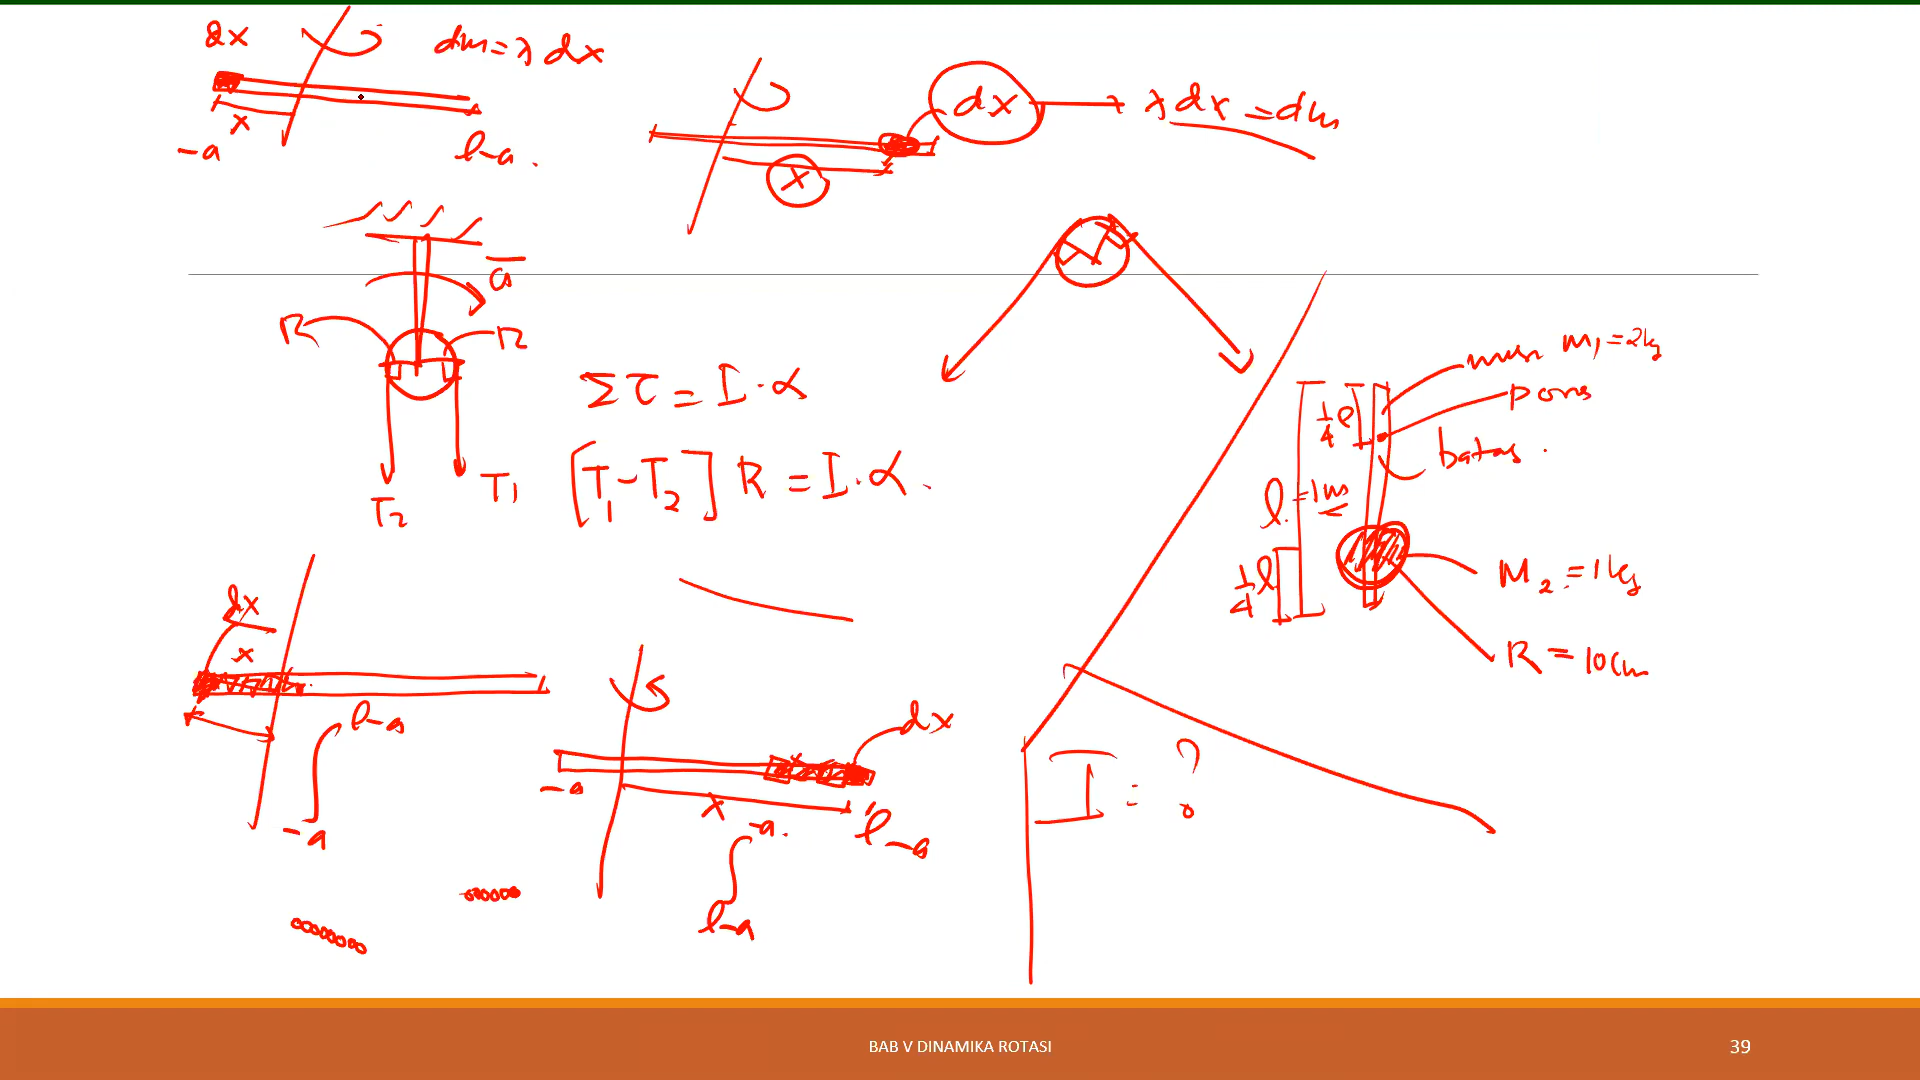 dx
dm = λ dx
x
-a
l-a.
dx
λ dx = dm
x
a
R
R
T2
T1
Στ = I · α
[T1 - T2] R = I · α.
m1 = 2kg
poros
batas.
1/4 l
l = 1m
1/4 l
M2 = 1kg
R = 10cm
I = ?
dx
x
l-a
-a
dx
-a
x
l-a
-a.
l-a
BAB V DINAMIKA ROTASI
39